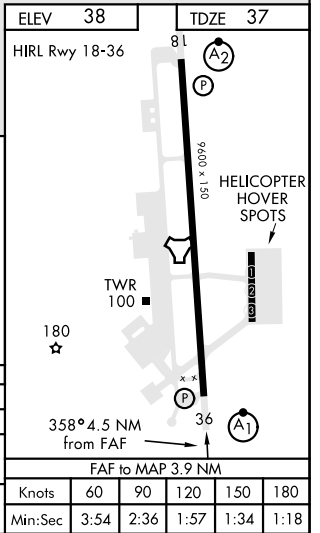 ELEV 38
TDZE 37
HIRL Rwy 18-36
18
A2
P
9600 x 150
HELICOPTER
HOVER
SPOTS
1
2
3
TWR
100
180
x x
P
36
A1
358° 4.5 NM
from FAF
FAF to MAP 3.9 NM
Knots 60 90 120 150 180
Min:Sec 3:54 2:36 1:57 1:34 1:18